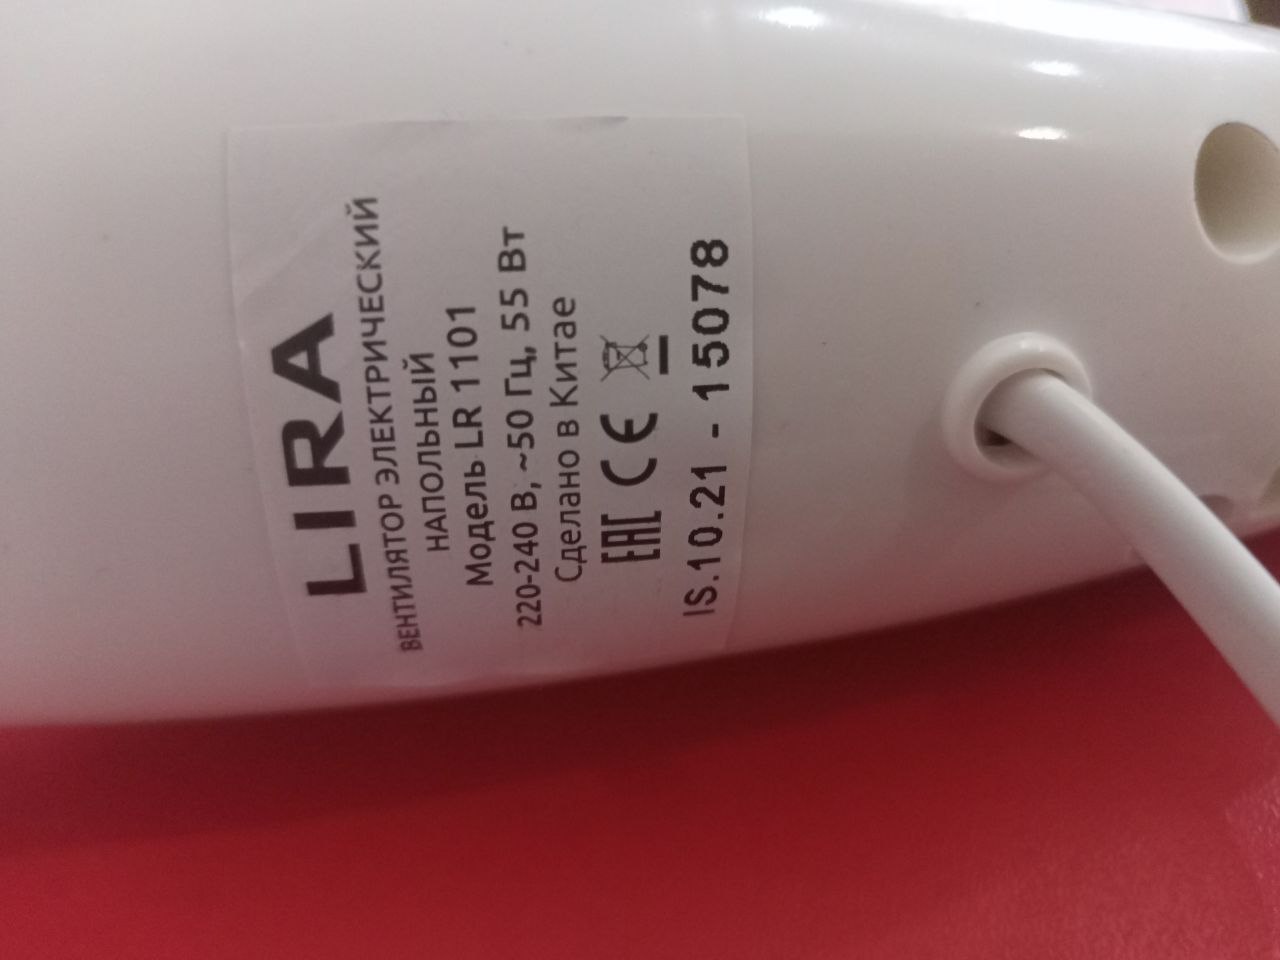 LIRA
ВЕНТИЛЯТОР ЭЛЕКТРИЧЕСКИЙ
НАПОЛЬНЫЙ
Модель LR 1101
220-240 В, ~50 Гц, 55 Вт
Сделано в Китае
EAC CE
IS.10.21 - 15078